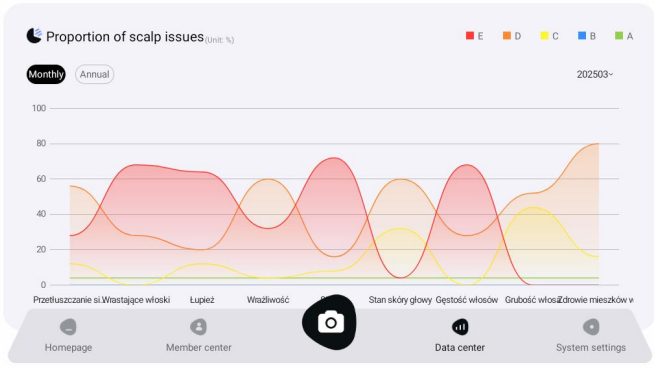 Proportion of scalp issues (Unit: %)
E D C B A
Monthly Annual
202503
100
80
60
40
20
0
Przetłuszczanie si. Wrastające włoski Łupież Wrażliwość Stan skóry głowy Gęstość włosów Grubość włosa Zdrowie mieszków w
Homepage Member center Data center System settings